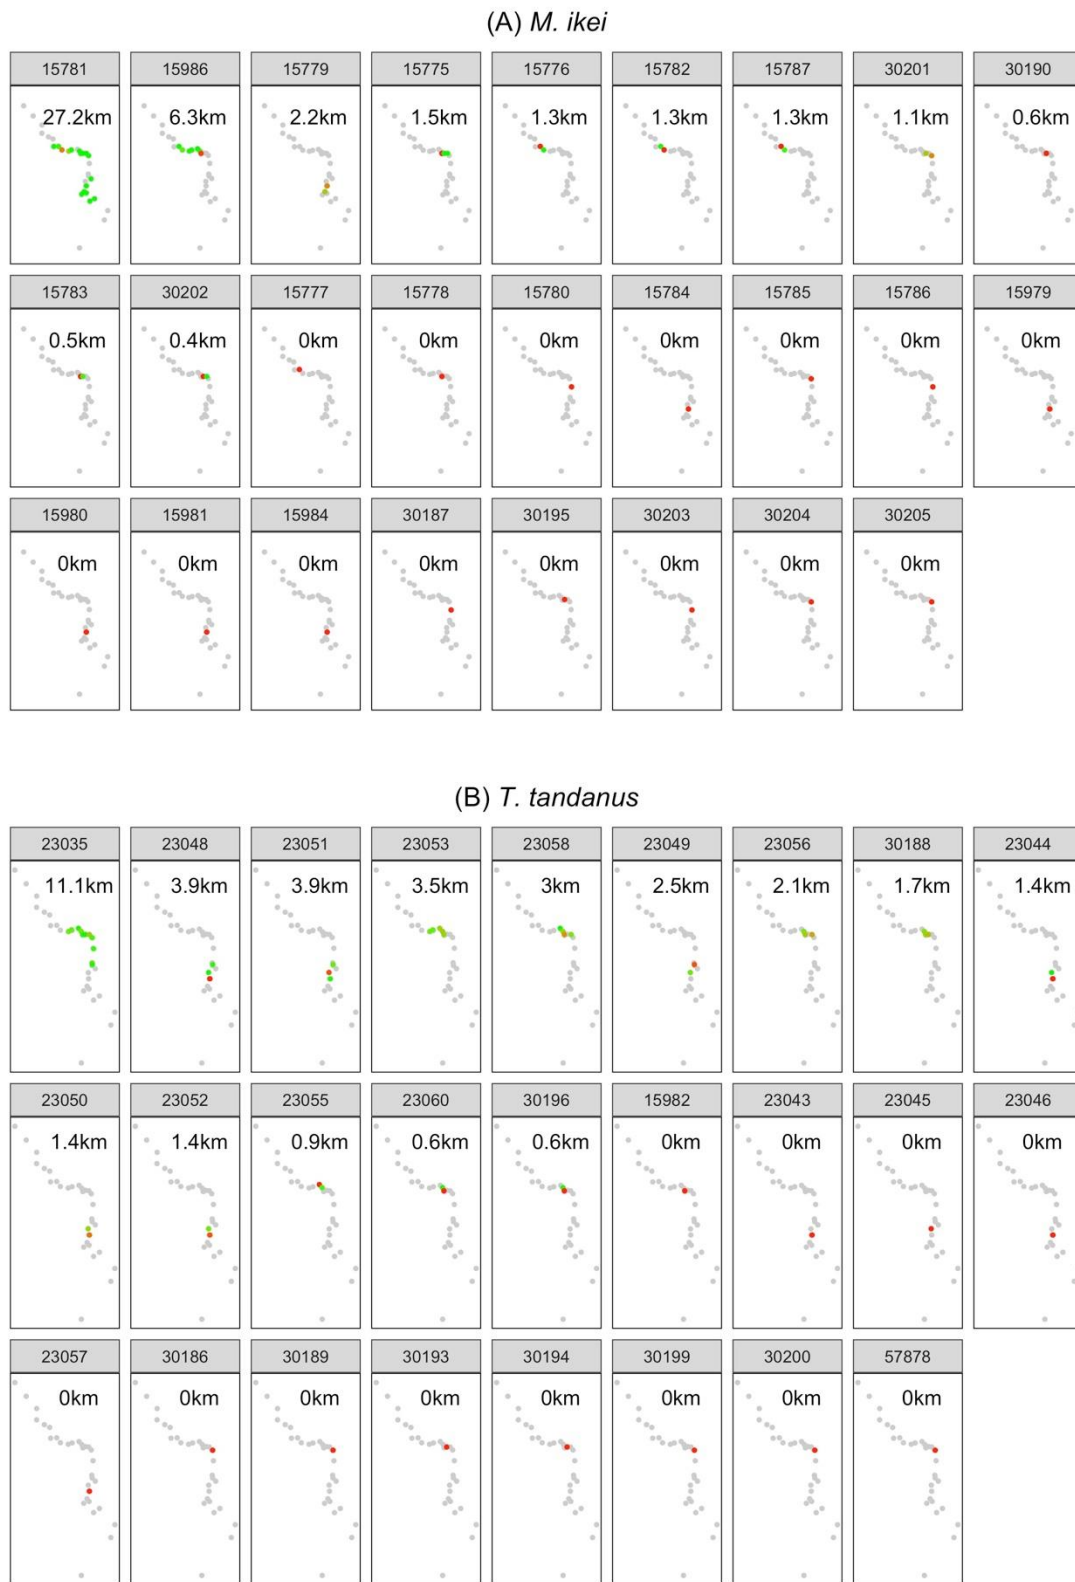 (A) M. ikei
15781 15986 15779 15775 15776 15782 15787 30201 30190
27.2km 6.3km 2.2km 1.5km 1.3km 1.3km 1.3km 1.1km 0.6km
15783 30202 15777 15778 15780 15784 15785 15786 15979
0.5km 0.4km 0km 0km 0km 0km 0km 0km 0km
15980 15981 15984 30187 30195 30203 30204 30205
0km 0km 0km 0km 0km 0km 0km 0km
(B) T. tandanus
23035 23048 23051 23053 23058 23049 23056 30188 23044
11.1km 3.9km 3.9km 3.5km 3km 2.5km 2.1km 1.7km 1.4km
23050 23052 23055 23060 30196 15982 23043 23045 23046
1.4km 1.4km 0.9km 0.6km 0.6km 0km 0km 0km 0km
23057 30186 30189 30193 30194 30199 30200 57878
0km 0km 0km 0km 0km 0km 0km 0km